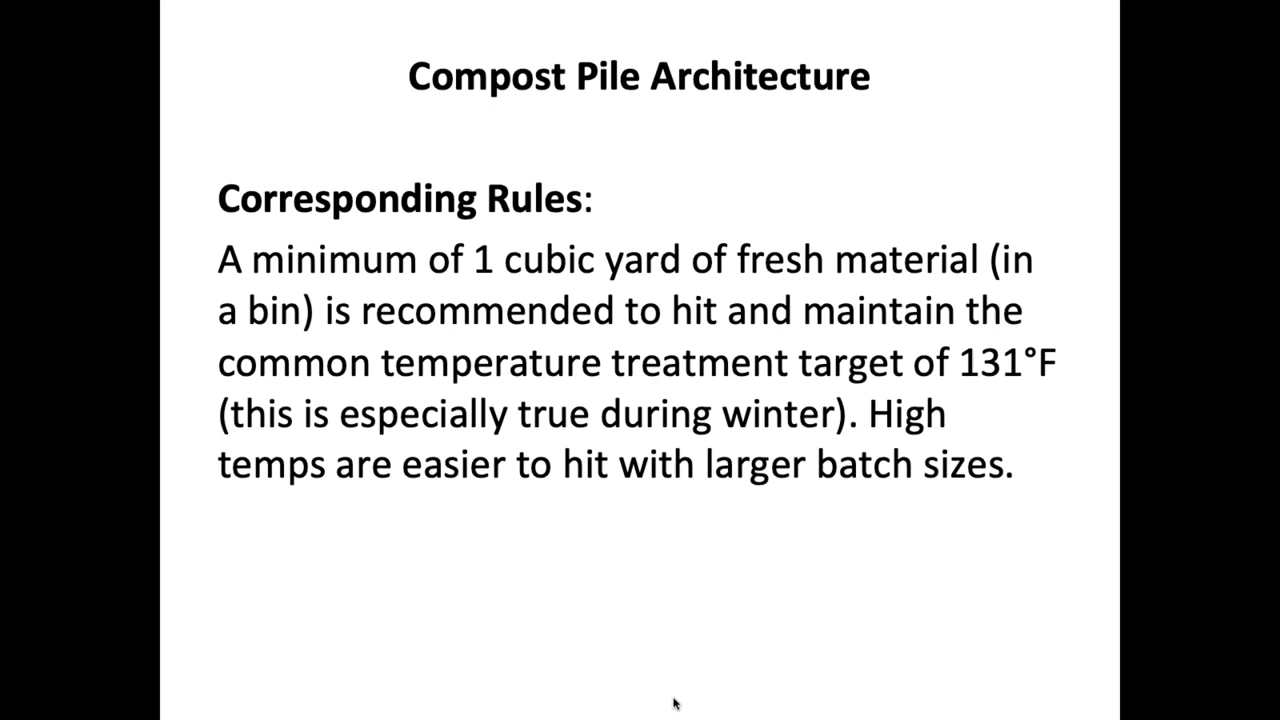 Compost Pile Architecture
Corresponding Rules:
A minimum of 1 cubic yard of fresh material (in
a bin) is recommended to hit and maintain the
common temperature treatment target of 131°F
(this is especially true during winter). High
temps are easier to hit with larger batch sizes.